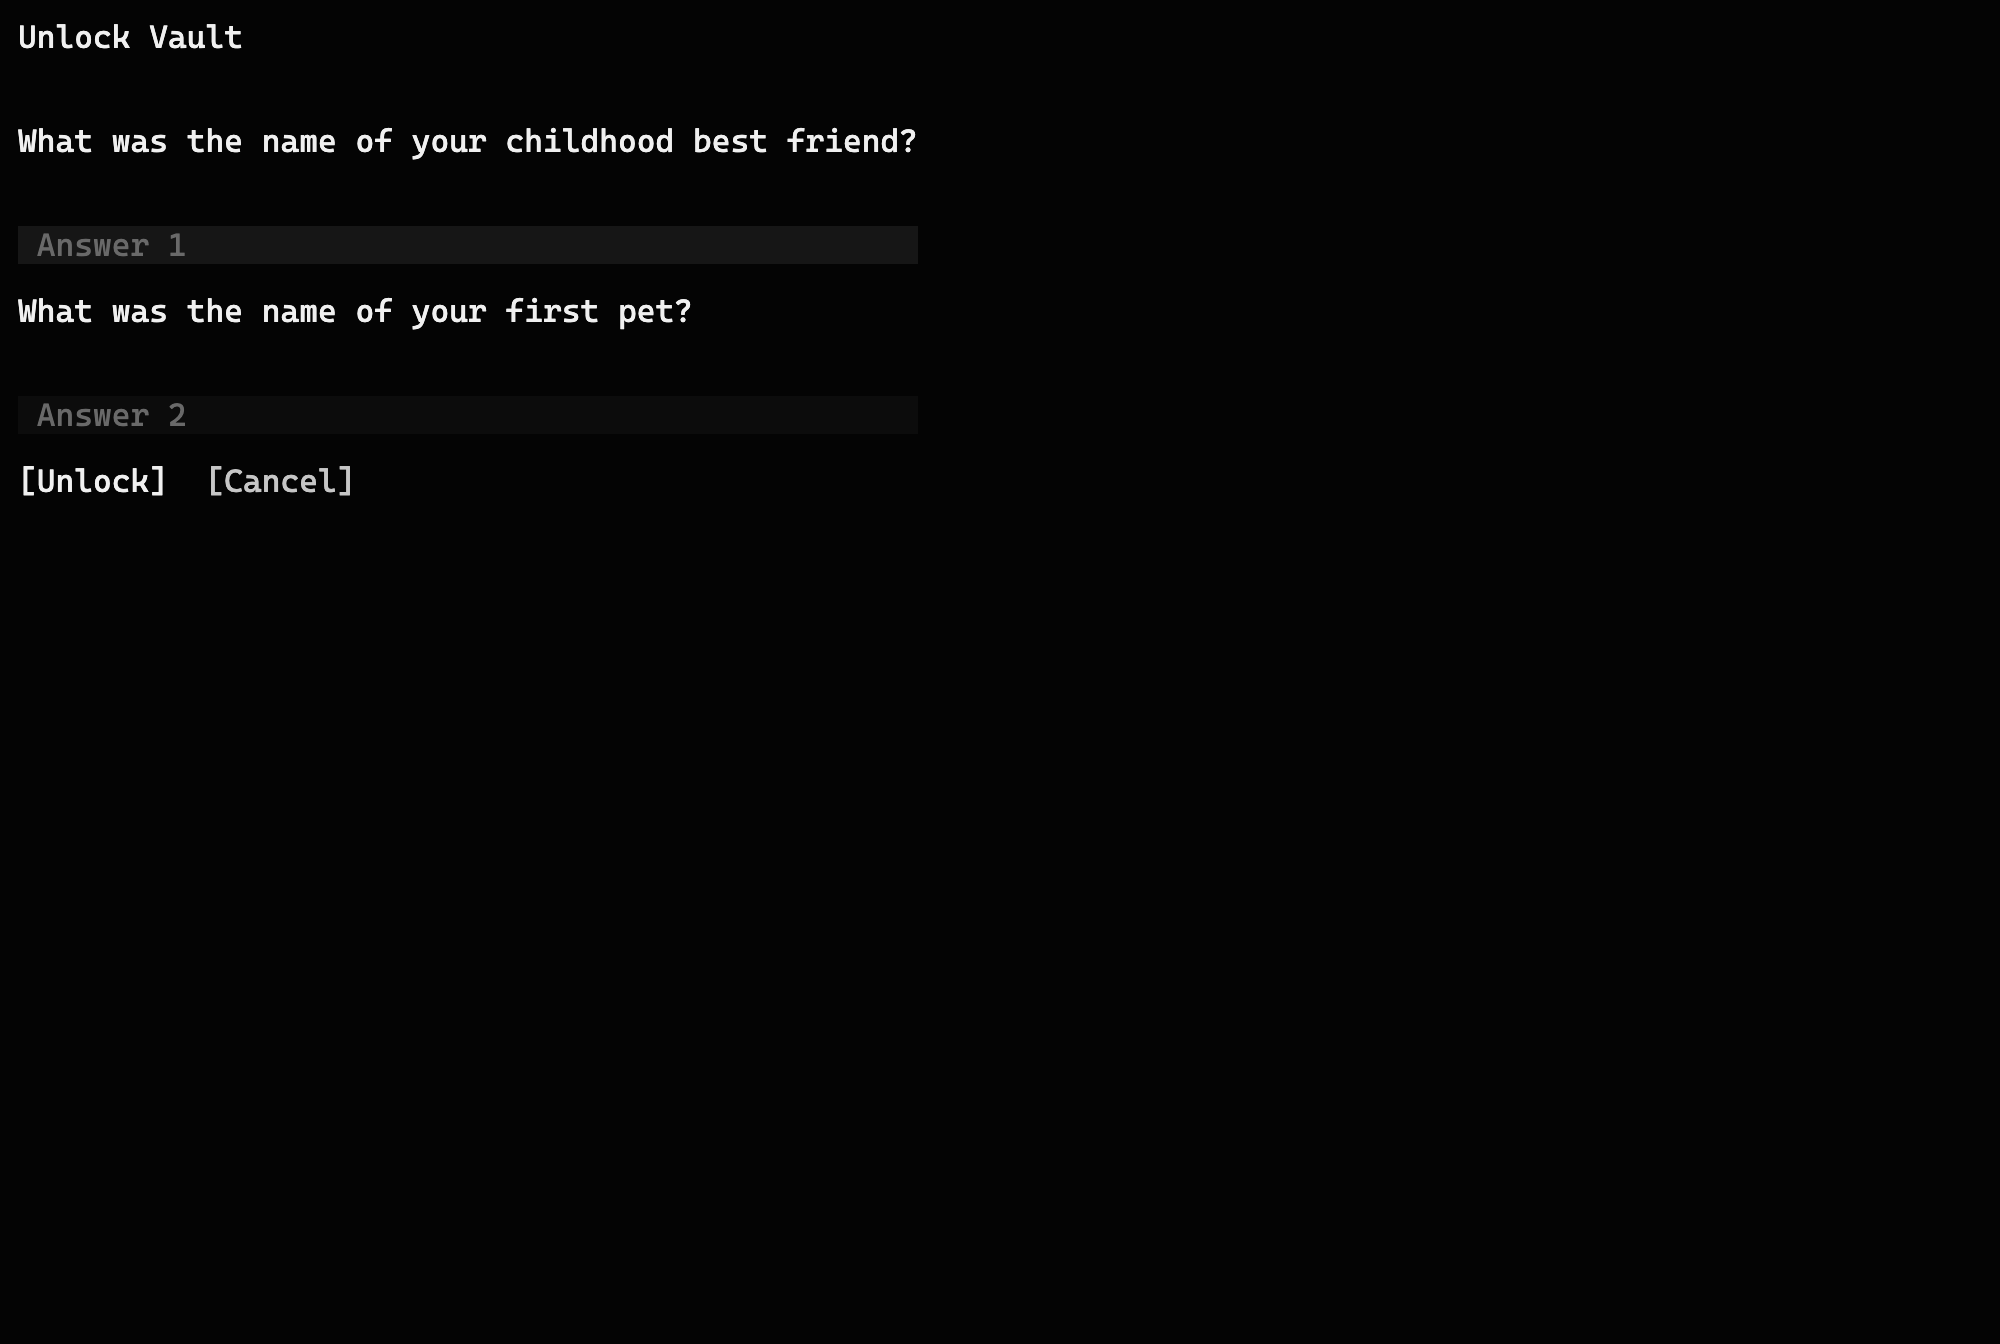 Unlock Vault
What was the name of your childhood best friend?
Answer 1
What was the name of your first pet?
Answer 2
[Unlock] [Cancel]